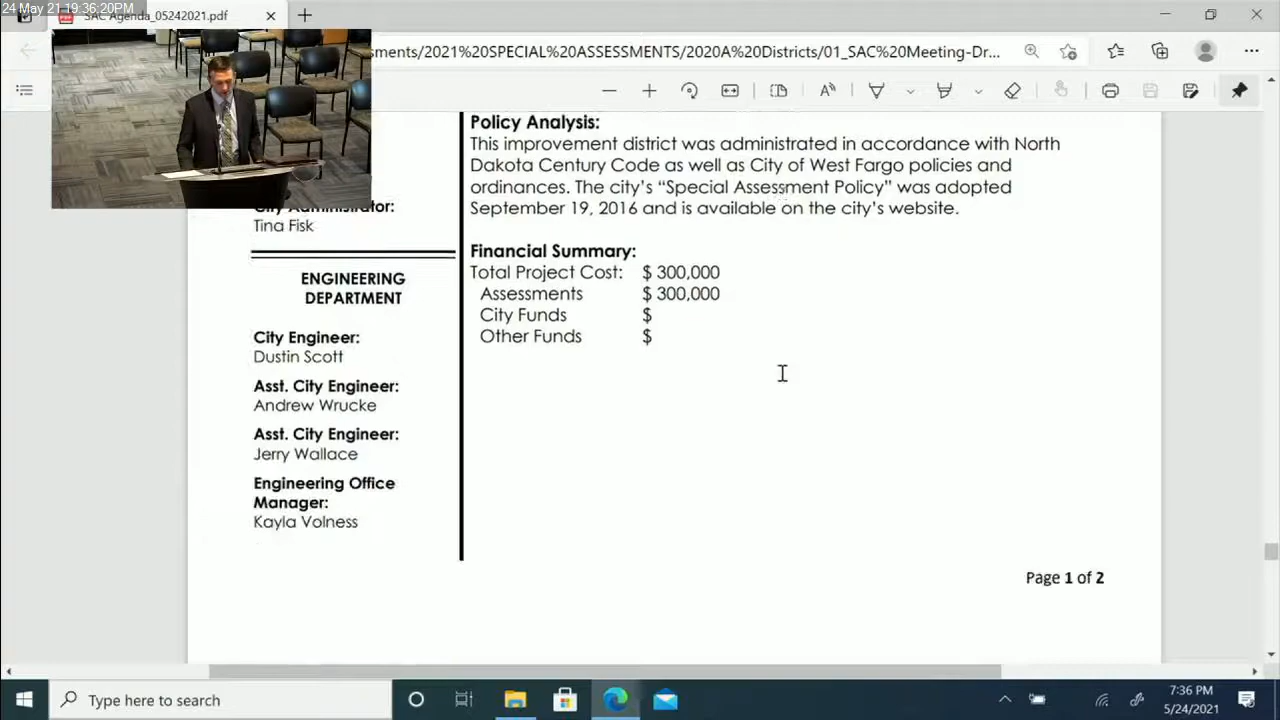 24 May 21 19:36:20PM
SAC Agenda_05242021.pdf
sments/2021%20SPECIAL%20ASSESSMENTS/2020A%20Districts/01_SAC%20Meeting-Dr...
City Administrator:
Tina Fisk
ENGINEERING
DEPARTMENT
City Engineer:
Dustin Scott
Asst. City Engineer:
Andrew Wrucke
Asst. City Engineer:
Jerry Wallace
Engineering Office
Manager:
Kayla Volness
Policy Analysis:
This improvement district was administrated in accordance with North
Dakota Century Code as well as City of West Fargo policies and
ordinances. The city’s “Special Assessment Policy” was adopted
September 19, 2016 and is available on the city’s website.
Financial Summary:
Total Project Cost: $ 300,000
Assessments $ 300,000
City Funds $
Other Funds $
Page 1 of 2
Type here to search
7:36 PM
5/24/2021